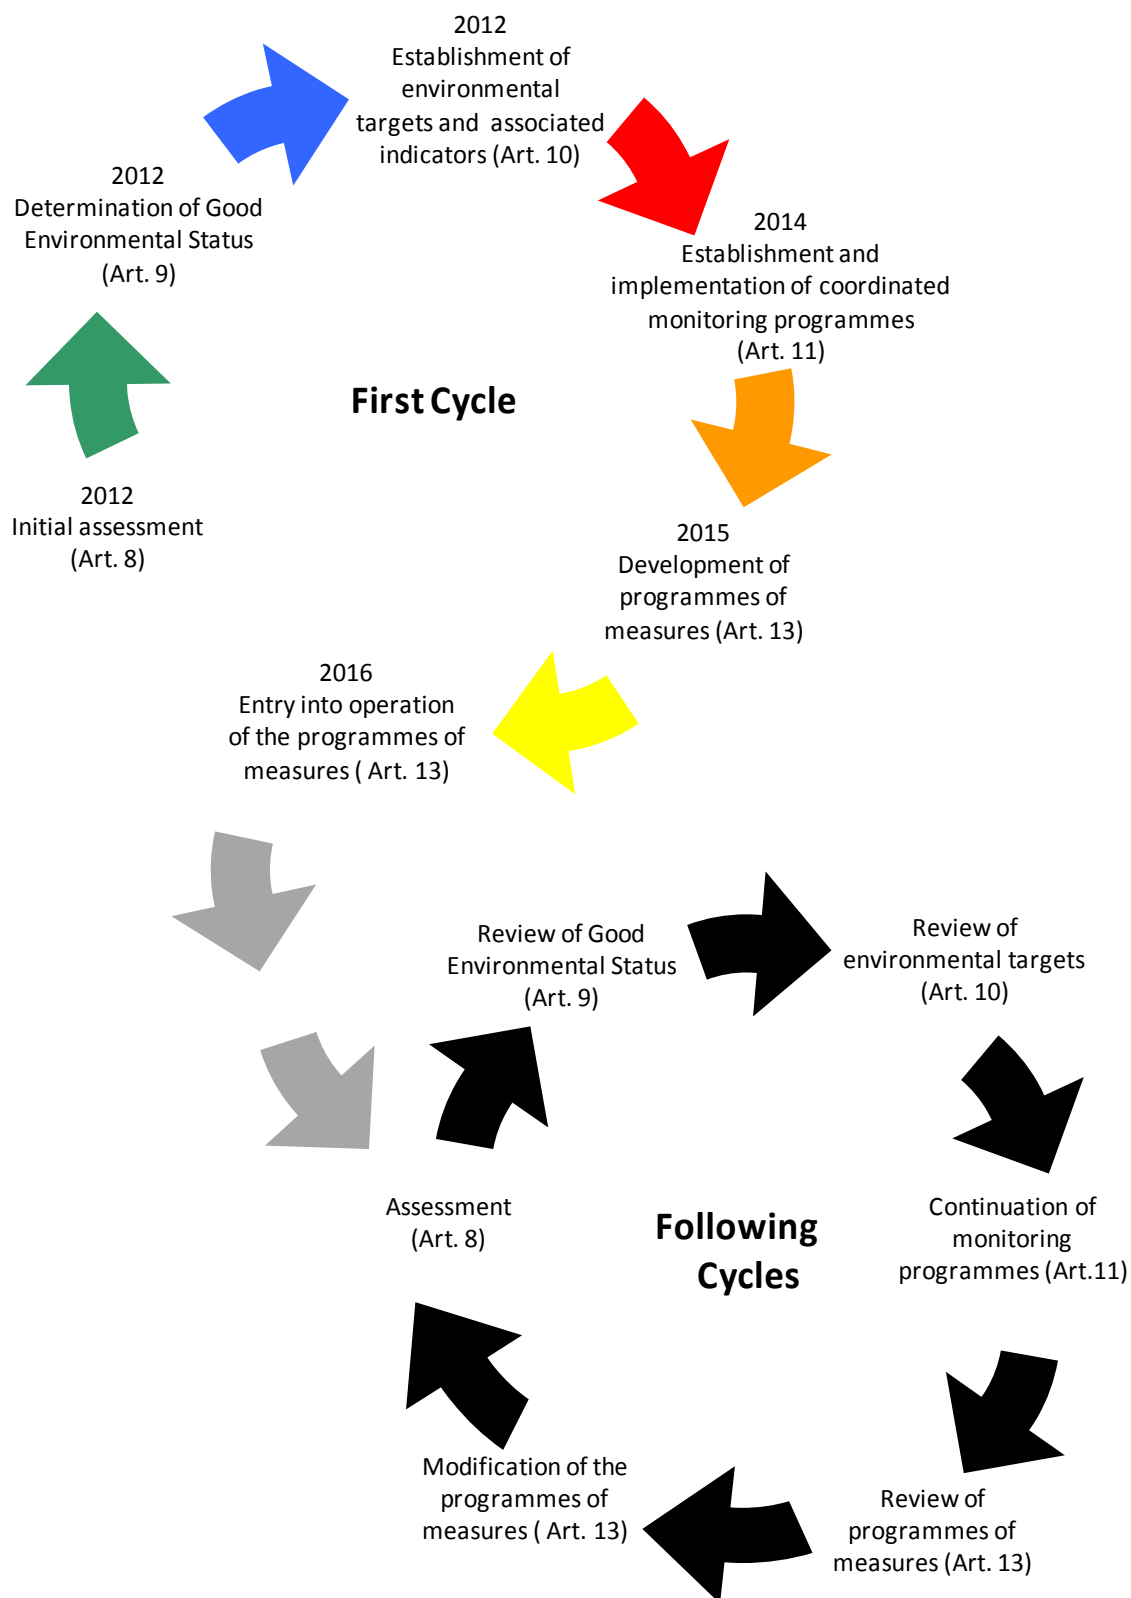 2012
Establishment of
environmental
targets and associated
indicators (Art. 10)
2012
Determination of Good
Environmental Status
(Art. 9)
2014
Establishment and
implementation of coordinated
monitoring programmes
(Art. 11)
First Cycle
2012
Initial assessment
(Art. 8)
2015
Development of
programmes of
measures (Art. 13)
2016
Entry into operation
of the programmes of
measures ( Art. 13)
Review of Good
Environmental Status
(Art. 9)
Review of
environmental targets
(Art. 10)
Assessment
(Art. 8)
Following
Cycles
Continuation of
monitoring
programmes (Art.11)
Modification of the
programmes of
measures ( Art. 13)
Review of
programmes of
measures (Art. 13)